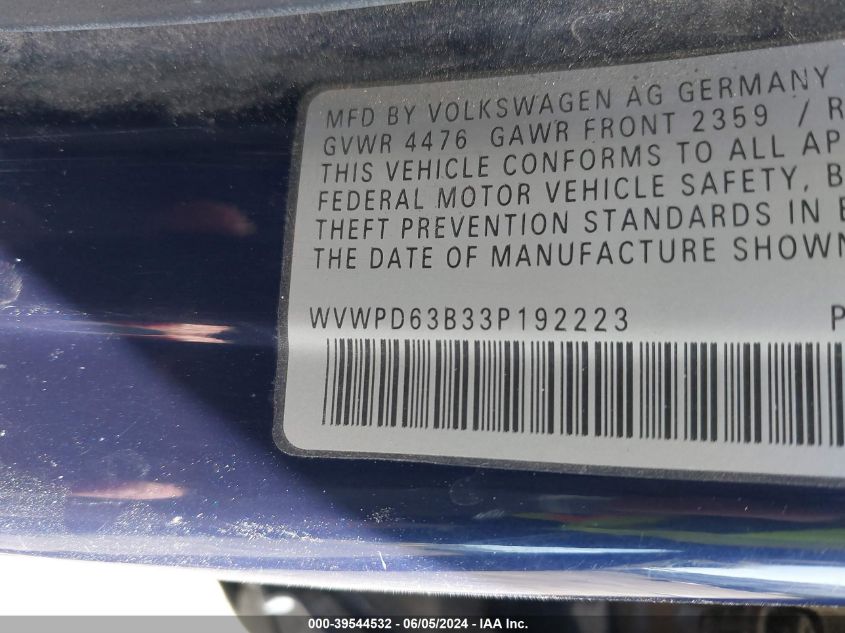 MFD BY VOLKSWAGEN AG GERMANY
GVWR 4476 GAWR FRONT 2359 / R
THIS VEHICLE CONFORMS TO ALL AP
FEDERAL MOTOR VEHICLE SAFETY, B
THEFT PREVENTION STANDARDS IN E
THE DATE OF MANUFACTURE SHOWN
WVWPD63B33P192223 P
000-39544532 / 06/05/2024 - IAA Inc.